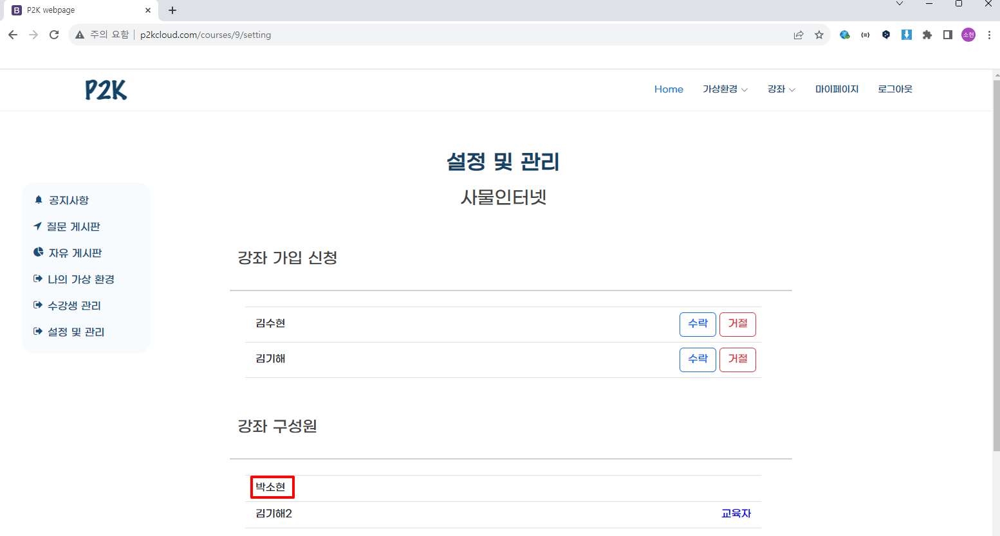 P2K webpage
주의 요함 | p2kcloud.com/courses/9/setting
소현
P2K
Home 가상환경 강좌 마이페이지 로그아웃
설정 및 관리
사물인터넷
공지사항
질문 게시판
자유 게시판
나의 가상 환경
수강생 관리
설정 및 관리
강좌 가입 신청
김수현 수락 거절
김기해 수락 거절
강좌 구성원
박소현
김기해2 교육자